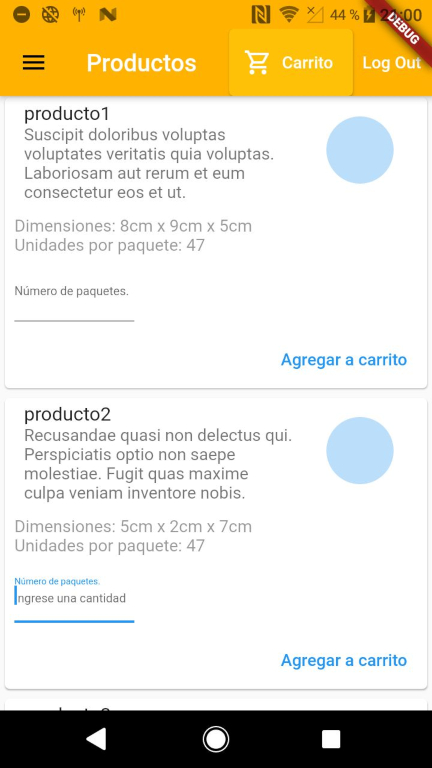 44 %
DEBUG
Productos
Carrito
Log Out
producto1
Suscipit doloribus voluptas
voluptates veritatis quia voluptas.
Laboriosam aut rerum et eum
consectetur eos et ut.
Dimensiones: 8cm x 9cm x 5cm
Unidades por paquete: 47
Número de paquetes.
Agregar a carrito
producto2
Recusandae quasi non delectus qui.
Perspiciatis optio non saepe
molestiae. Fugit quas maxime
culpa veniam inventore nobis.
Dimensiones: 5cm x 2cm x 7cm
Unidades por paquete: 47
Número de paquetes.
Ingrese una cantidad
Agregar a carrito